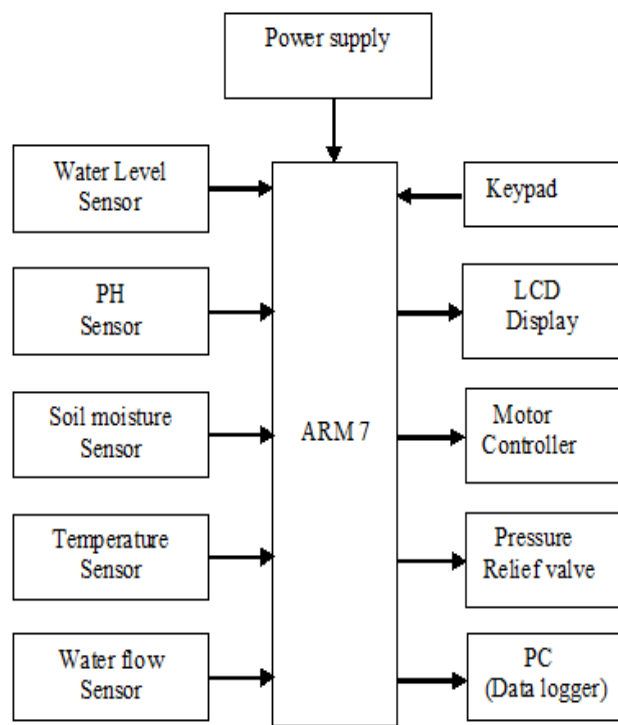 Power supply
Water Level
Sensor
PH
Sensor
Soil moisture
Sensor
Temperature
Sensor
Water flow
Sensor
ARM 7
Keypad
LCD
Display
Motor
Controller
Pressure
Relief valve
PC
(Data logger)